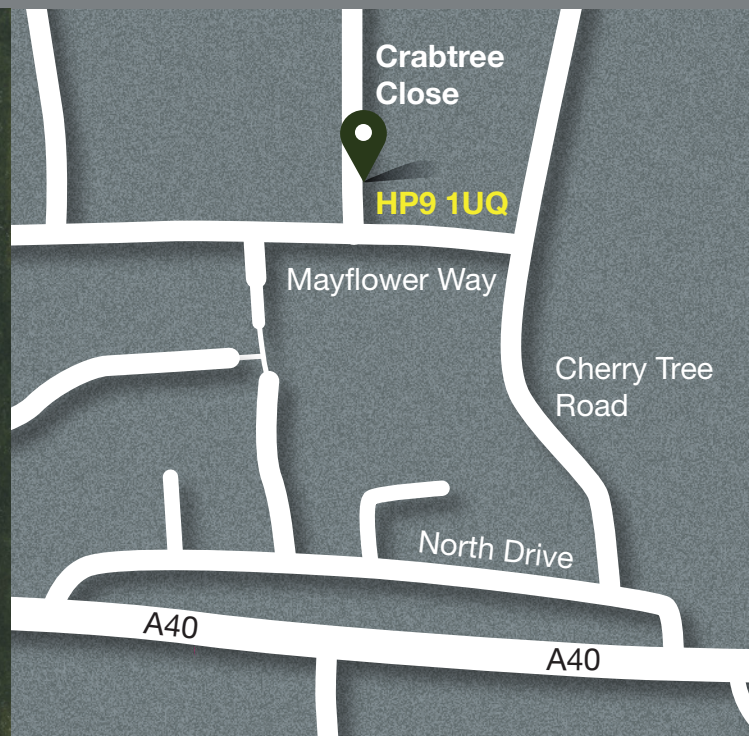 Crabtree
Close
HP9 1UQ
Mayflower Way
Cherry Tree
Road
North Drive
A40
A40